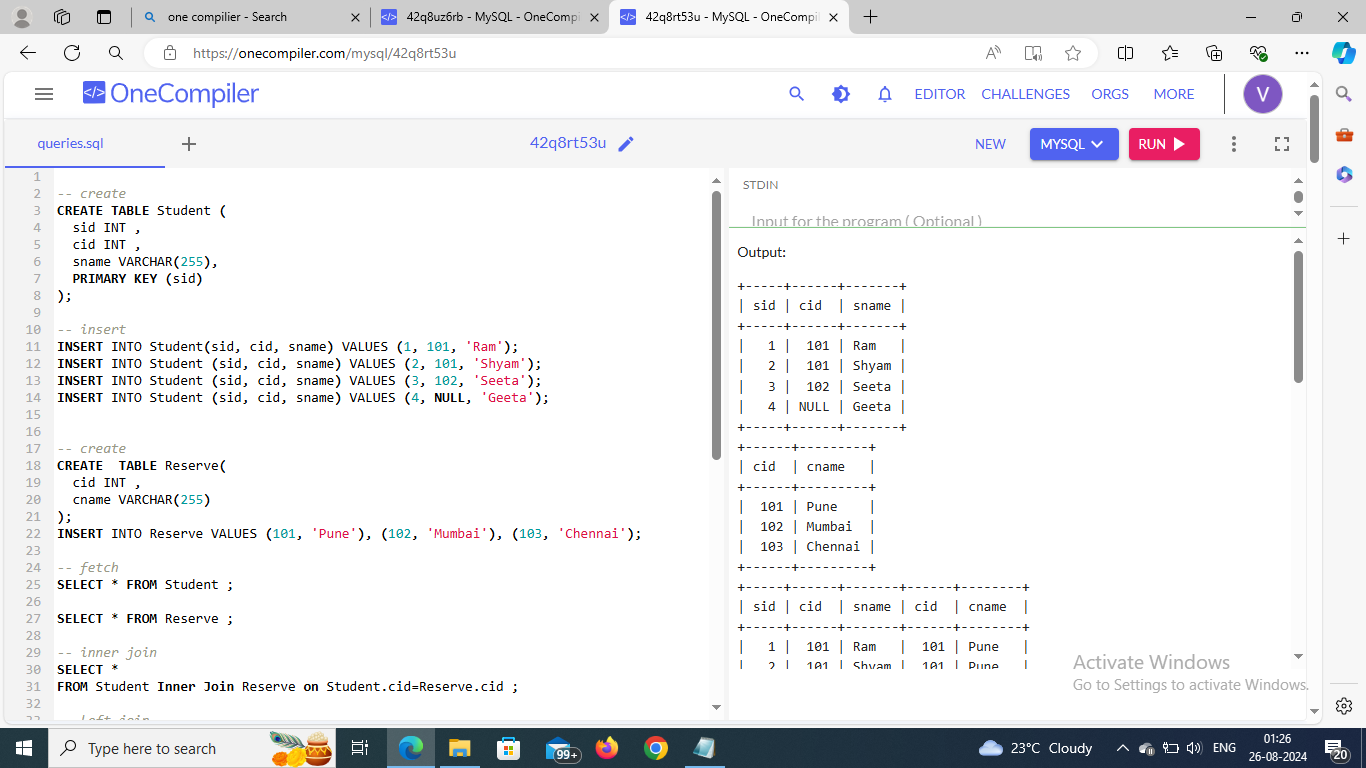 one compilier - Search
42q8uz6rb - MySQL - OneCompi
42q8rt53u - MySQL - OneCompil
https://onecompiler.com/mysql/42q8rt53u
OneCompiler
EDITOR CHALLENGES ORGS MORE V
queries.sql
42q8rt53u
NEW MYSQL RUN
1
2 -- create
3 CREATE TABLE Student (
4 sid INT ,
5 cid INT ,
6 sname VARCHAR(255),
7 PRIMARY KEY (sid)
8 );
9
10 -- insert
11 INSERT INTO Student(sid, cid, sname) VALUES (1, 101, 'Ram');
12 INSERT INTO Student (sid, cid, sname) VALUES (2, 101, 'Shyam');
13 INSERT INTO Student (sid, cid, sname) VALUES (3, 102, 'Seeta');
14 INSERT INTO Student (sid, cid, sname) VALUES (4, NULL, 'Geeta');
15
16
17 -- create
18 CREATE  TABLE Reserve(
19 cid INT ,
20 cname VARCHAR(255)
21 );
22 INSERT INTO Reserve VALUES (101, 'Pune'), (102, 'Mumbai'), (103, 'Chennai');
23
24 -- fetch
25 SELECT * FROM Student ;
26
27 SELECT * FROM Reserve ;
28
29 -- inner join
30 SELECT *
31 FROM Student Inner Join Reserve on Student.cid=Reserve.cid ;
32
33 -- Left join
STDIN
Input for the program ( Optional )
Output:
+-----+------+-------+
| sid | cid  | sname |
+-----+------+-------+
|   1 |  101 | Ram   |
|   2 |  101 | Shyam |
|   3 |  102 | Seeta |
|   4 | NULL | Geeta |
+-----+------+-------+
+------+---------+
| cid  | cname   |
+------+---------+
|  101 | Pune    |
|  102 | Mumbai  |
|  103 | Chennai |
+------+---------+
+-----+------+-------+------+--------+
| sid | cid  | sname | cid  | cname  |
+-----+------+-------+------+--------+
|   1 |  101 | Ram   |  101 | Pune   |
|   2 |  101 | Shyam |  101 | Pune   |
Activate Windows
Go to Settings to activate Windows.
Type here to search
99+
23°C Cloudy
ENG
01:26
26-08-2024
20